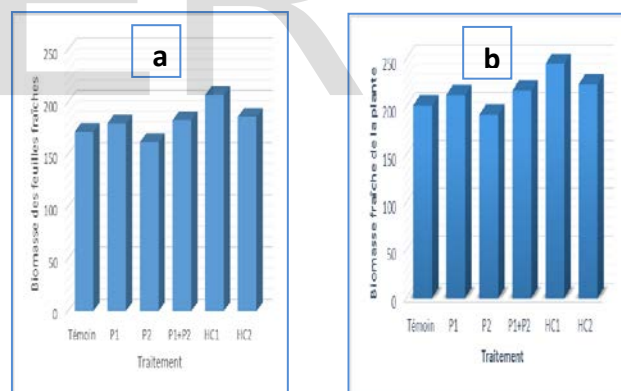 ER
a
Biomasse des feuilles fraîches
250
200
150
100
50
0
Témoin P1 P2 P1+P2 HC1 HC2
Traitement
b
Biomasse fraîche de la plante
250
200
150
100
50
0
Témoin P1 P2 P1+P2 HC1 HC2
Traitement